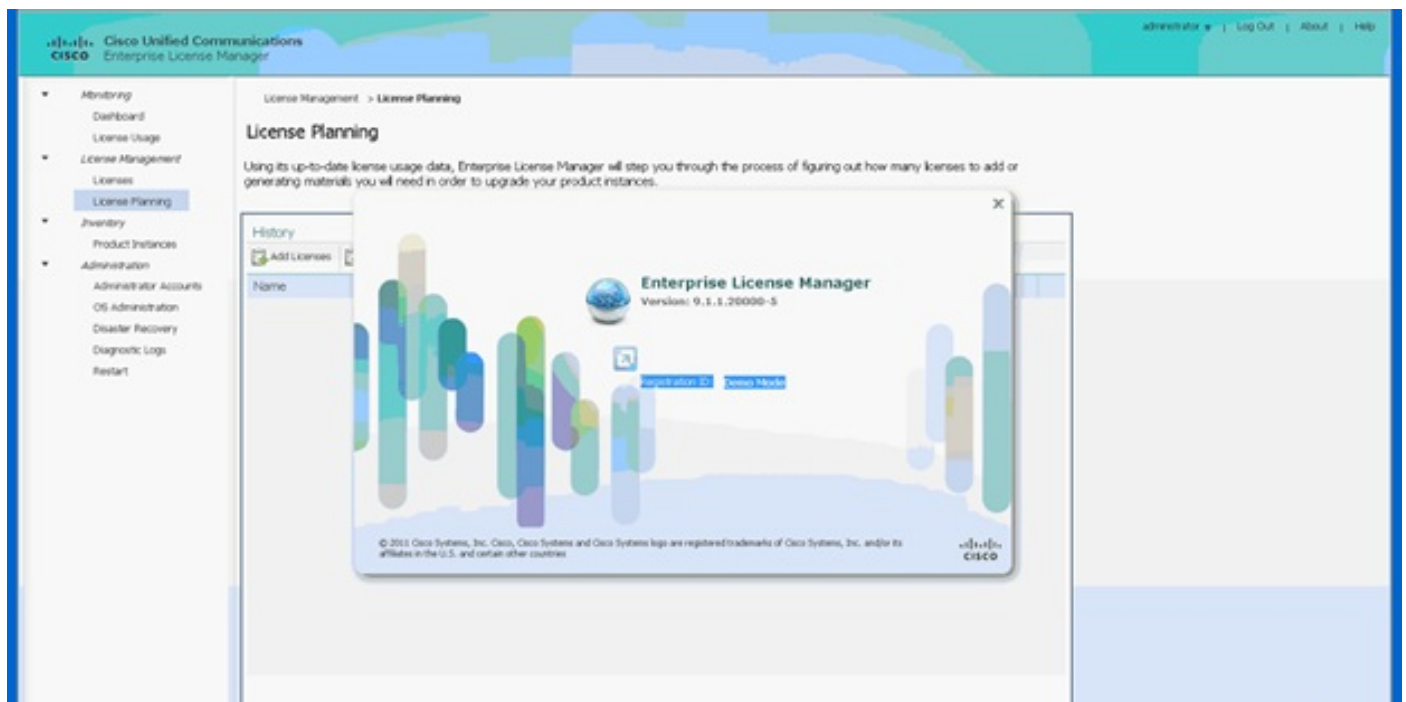 administrator | Log Out | About | Help
CISCO Cisco Unified Communications
Enterprise License Manager
Monitoring
Dashboard
License Usage
License Management
Licenses
License Planning
Inventory
Product Instances
Administration
Administrator Accounts
OS Administration
Disaster Recovery
Diagnostic Logs
Restart
License Management > License Planning
License Planning
Using its up-to-date license usage data, Enterprise License Manager will step you through the process of figuring out how many licenses to add or
generating materials you will need in order to upgrade your product instances.
History
Add Licenses
Name
Enterprise License Manager
Version: 9.1.1.20000-5
Registration ID: Demo Mode
© 2011 Cisco Systems, Inc. Cisco, Cisco Systems and Cisco Systems logo are registered trademarks of Cisco Systems, Inc. and/or its
affiliates in the U.S. and certain other countries
CISCO